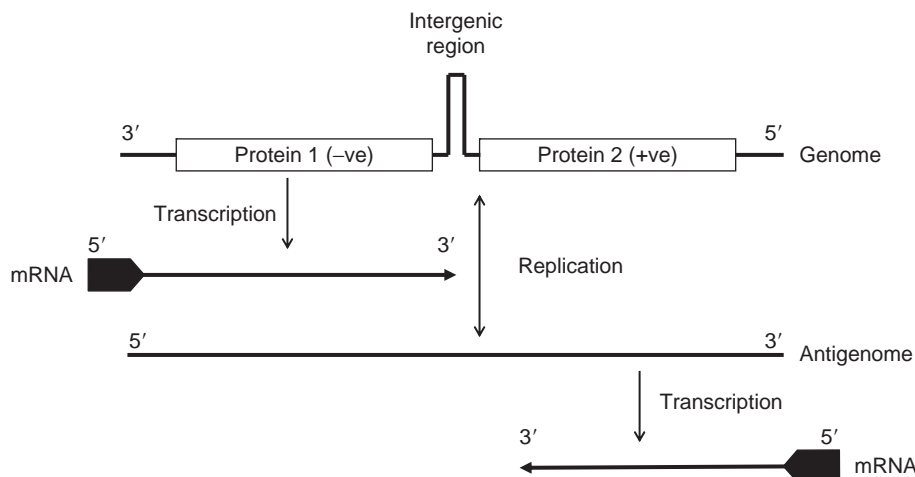 Intergenic
region
3′
5′
Protein 1 (–ve)
Protein 2 (+ve)
Genome
Transcription
5′
3′
mRNA
Replication
5′
3′
Antigenome
Transcription
3′
5′
mRNA